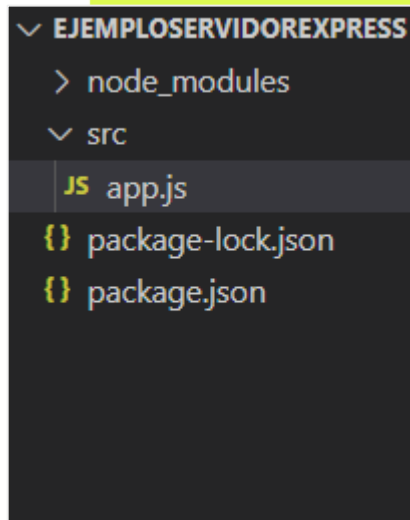 EJEMPLOSERVIDOREXPRESS
node_modules
src
JS app.js
{} package-lock.json
{} package.json